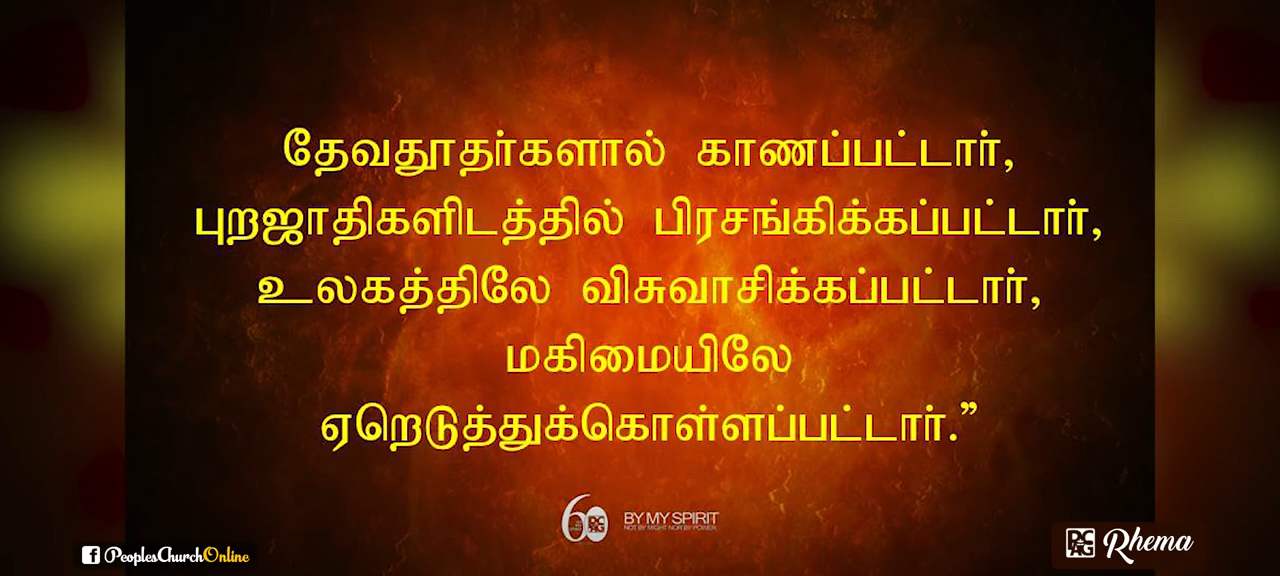 தேவதூதர்களால் காணப்பட்டார்,
புறஜாதிகளிடத்தில் பிரசங்கிக்கப்பட்டார்,
உலகத்திலே விசுவாசிக்கப்பட்டார்,
மகிமையிலே
ஏறெடுத்துக்கொள்ளப்பட்டார்.”
60 BY MY SPIRIT
NOT BY MIGHT NOR BY POWER
f PeoplesChurchOnline
Rhema